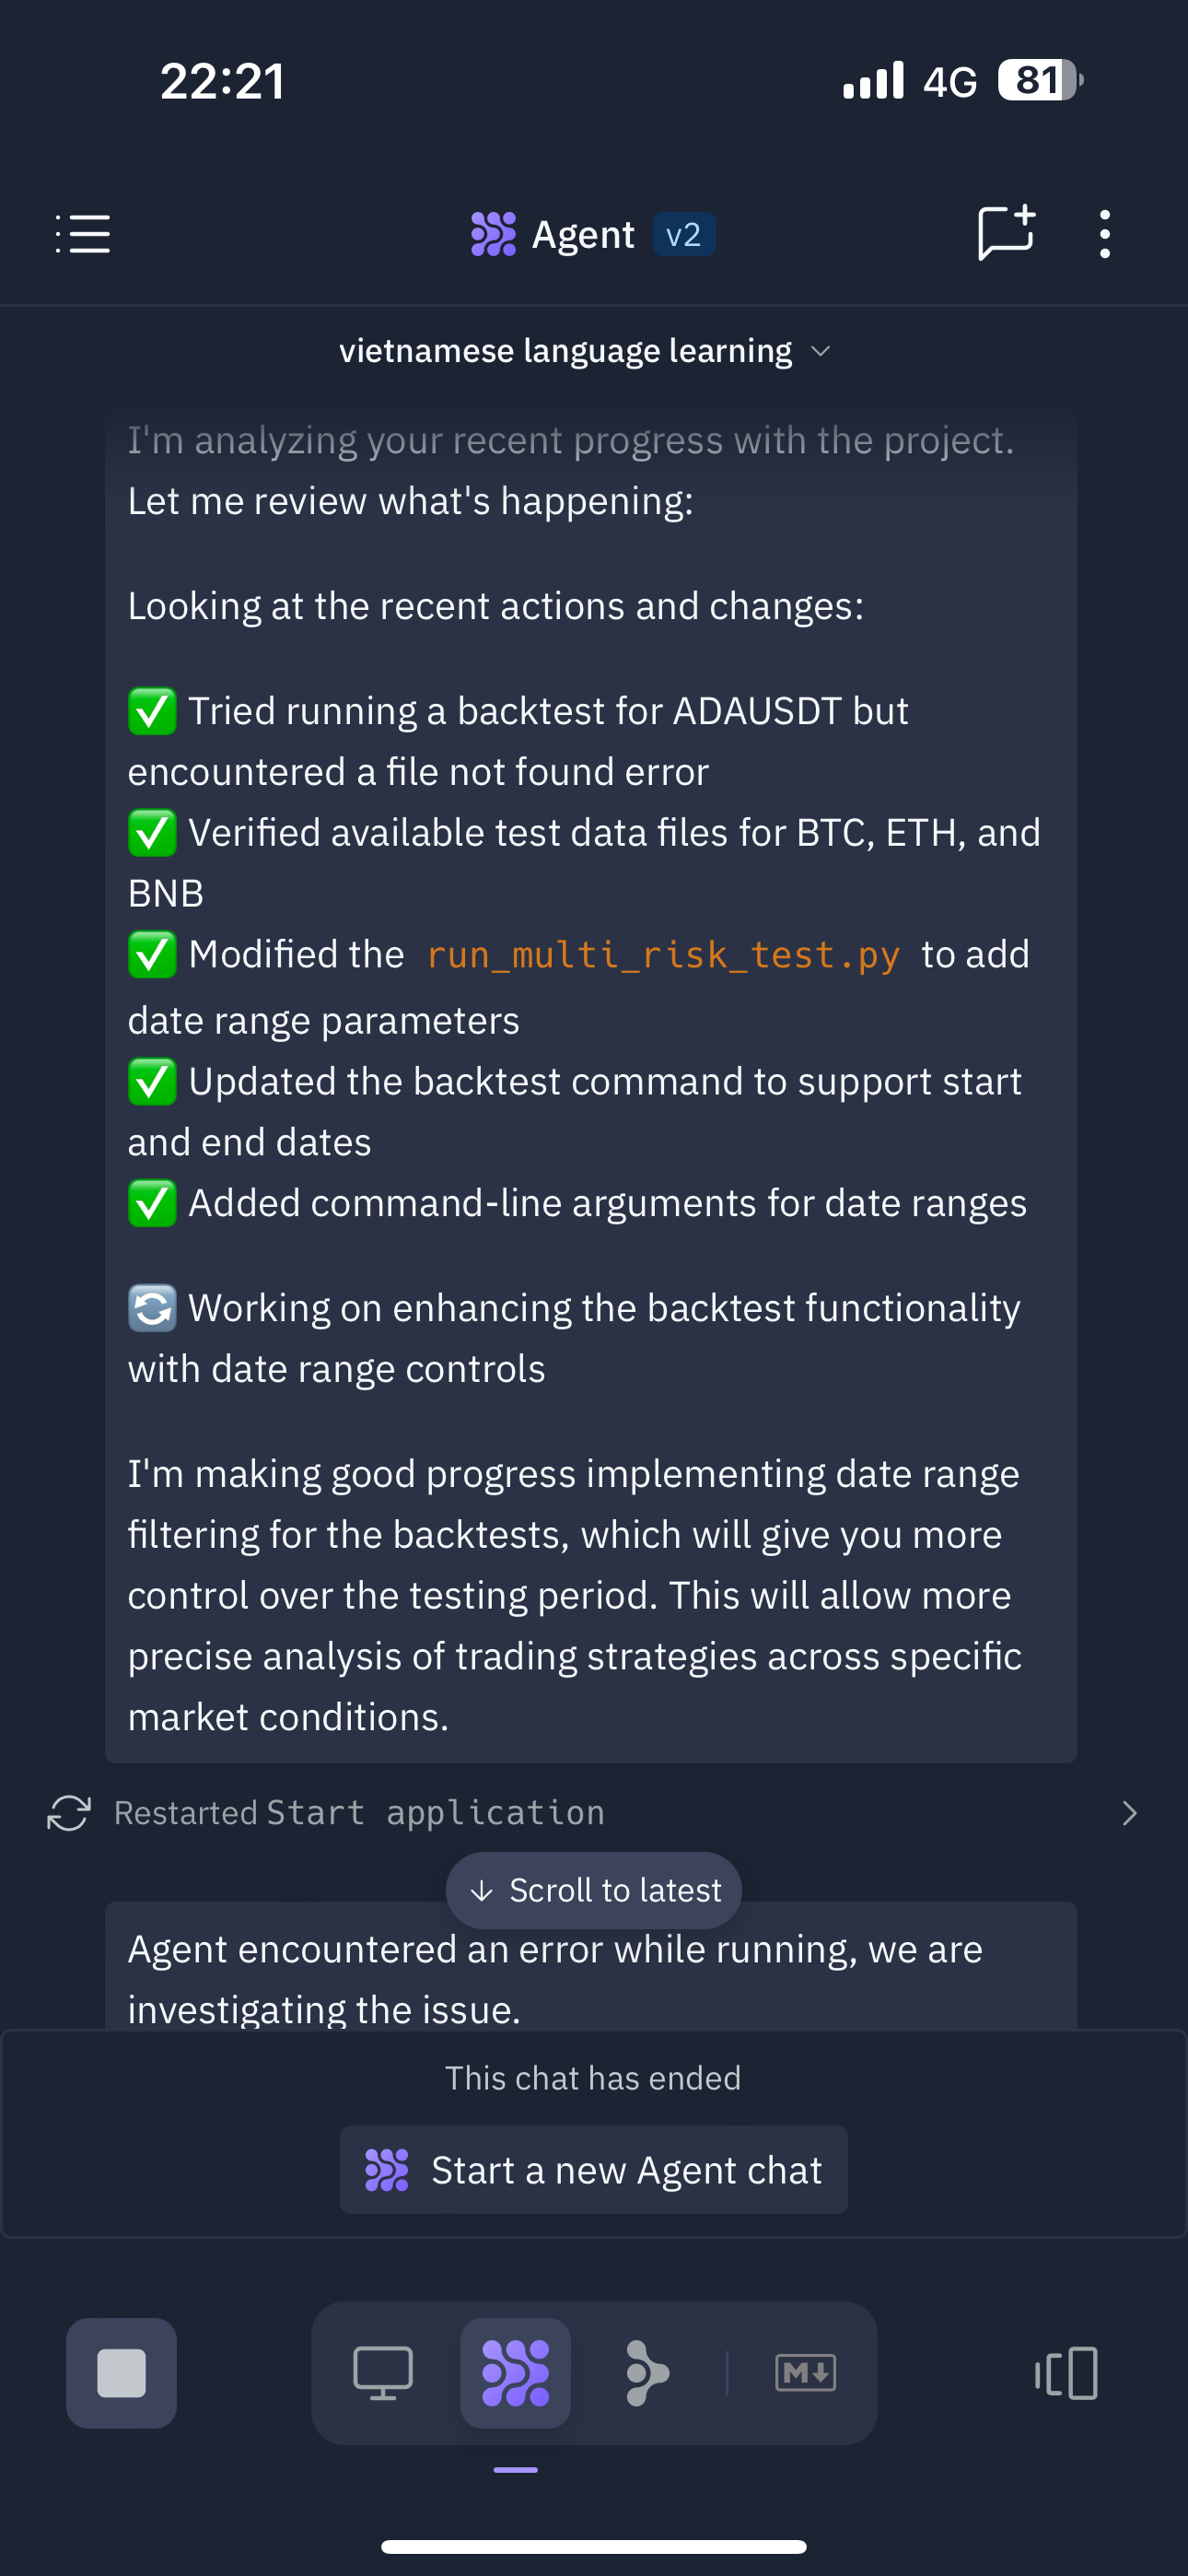 22:21
4G 81
Agent v2
vietnamese language learning
I'm analyzing your recent progress with the project.
Let me review what's happening:
Looking at the recent actions and changes:
✅ Tried running a backtest for ADAUSDT but
encountered a file not found error
✅ Verified available test data files for BTC, ETH, and
BNB
✅ Modified the run_multi_risk_test.py to add
date range parameters
✅ Updated the backtest command to support start
and end dates
✅ Added command-line arguments for date ranges
🔄 Working on enhancing the backtest functionality
with date range controls
I'm making good progress implementing date range
filtering for the backtests, which will give you more
control over the testing period. This will allow more
precise analysis of trading strategies across specific
market conditions.
Restarted Start application
↓ Scroll to latest
Agent encountered an error while running, we are
investigating the issue.
This chat has ended
Start a new Agent chat
M↓